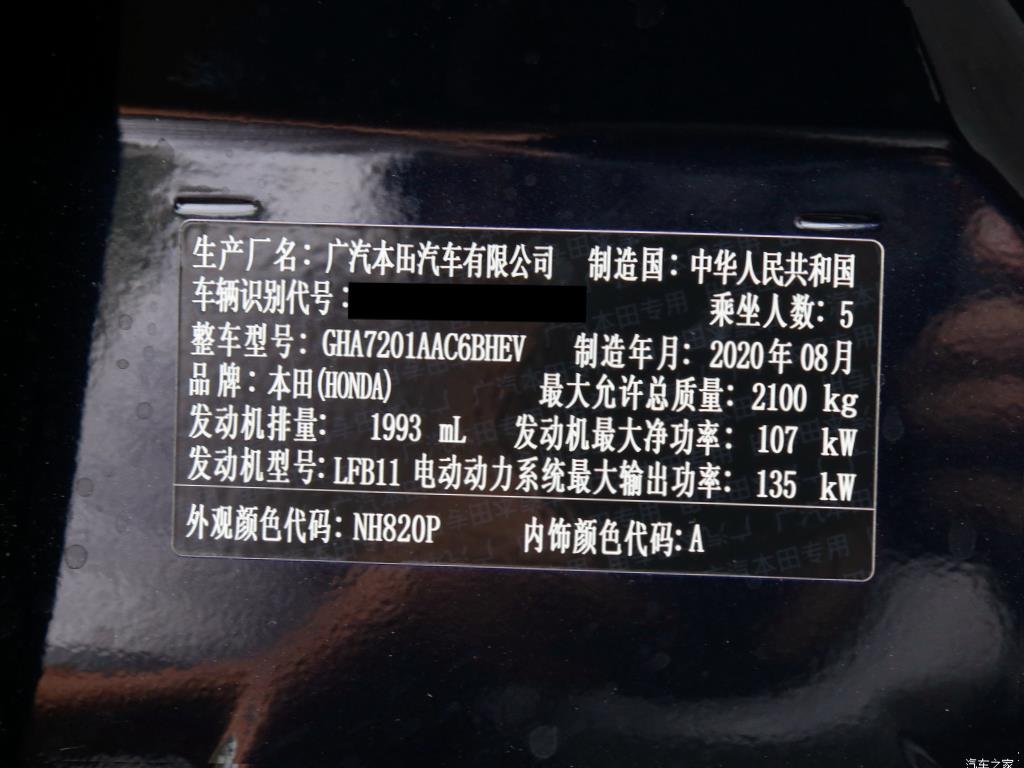 生产厂名：广汽本田汽车有限公司 制造国：中华人民共和国
车辆识别代号： 乘坐人数：5
整车型号：GHA7201AAC6BHEV 制造年月：2020年08月
品牌：本田(HONDA) 最大允许总质量：2100 kg
发动机排量： 1993 mL 发动机最大净功率：107 kW
发动机型号：LFB11 电动动力系统最大输出功率：135 kW
外观颜色代码：NH820P 内饰颜色代码：A
广汽本田专用
汽车之家